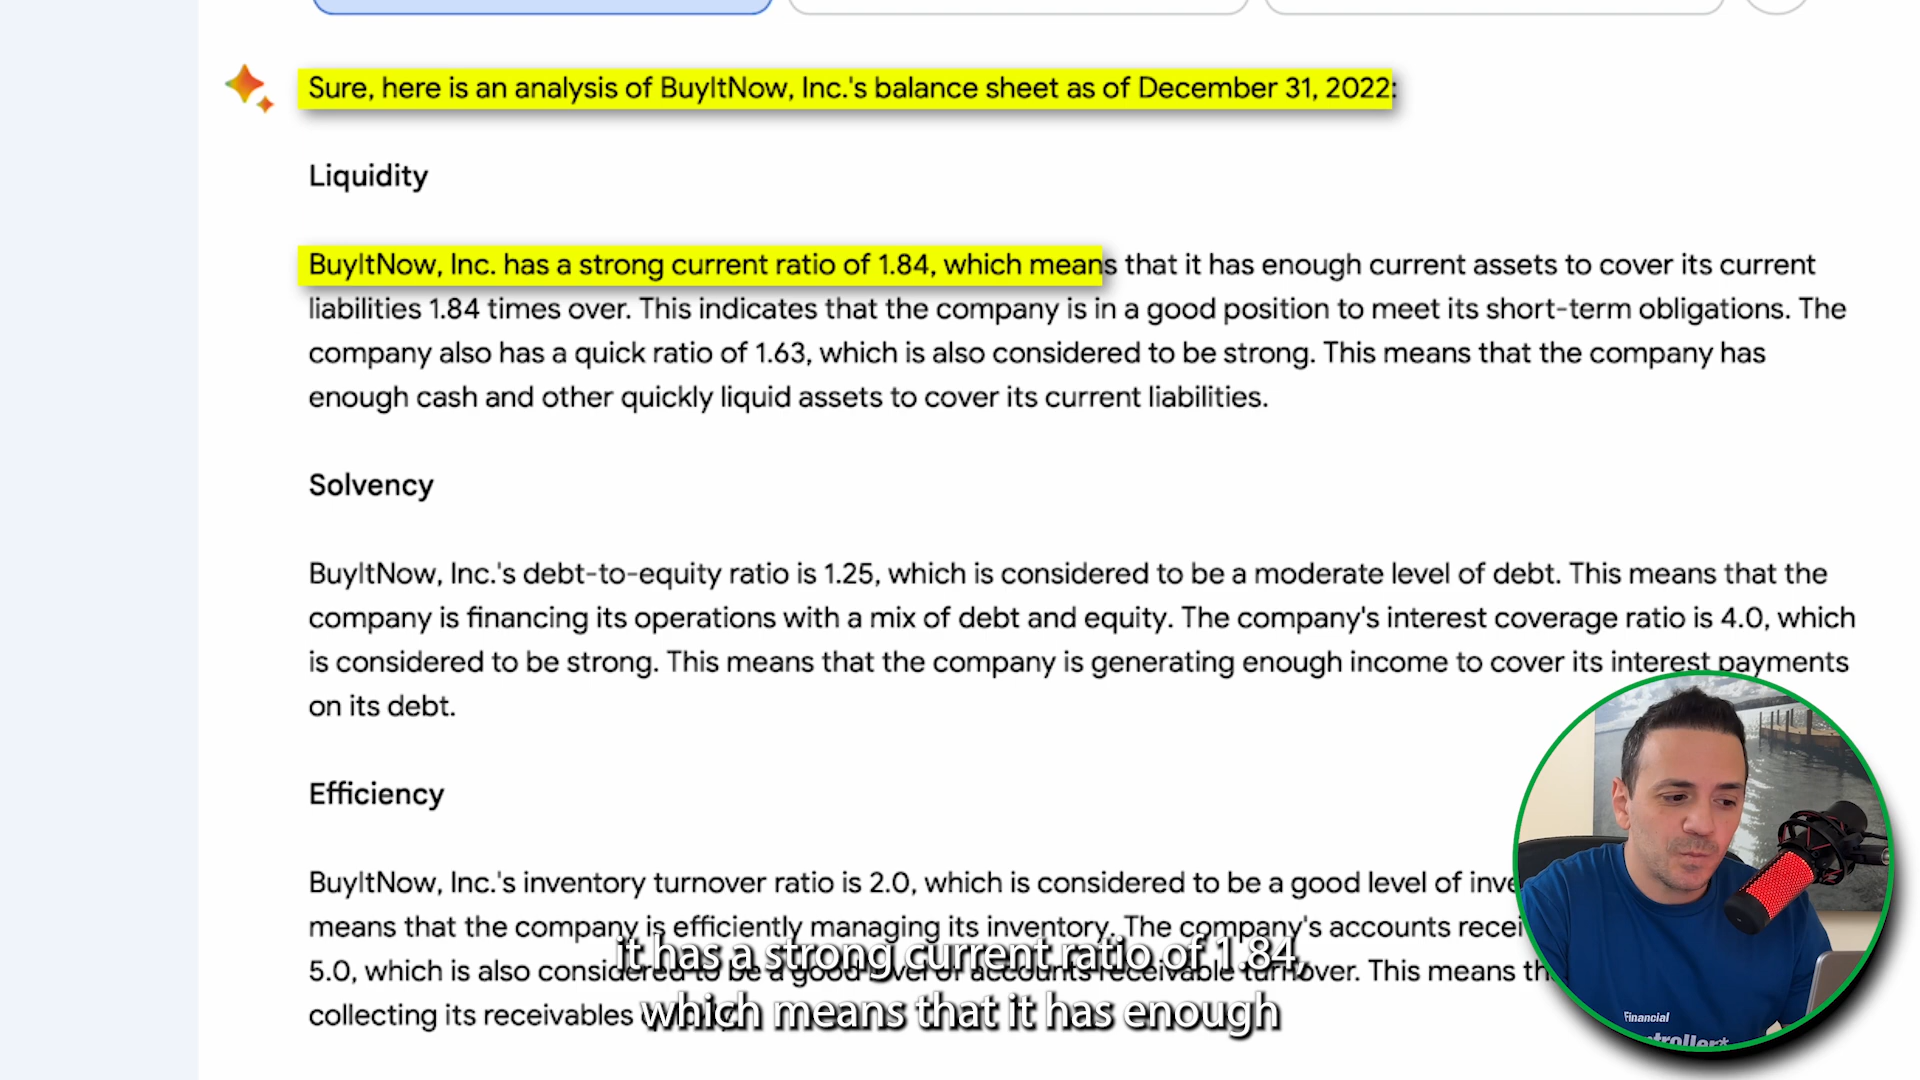 Sure, here is an analysis of BuyItNow, Inc.'s balance sheet as of December 31, 2022:
Liquidity
BuyItNow, Inc. has a strong current ratio of 1.84, which means that it has enough current assets to cover its current
liabilities 1.84 times over. This indicates that the company is in a good position to meet its short-term obligations. The
company also has a quick ratio of 1.63, which is also considered to be strong. This means that the company has
enough cash and other quickly liquid assets to cover its current liabilities.
Solvency
BuyItNow, Inc.'s debt-to-equity ratio is 1.25, which is considered to be a moderate level of debt. This means that the
company is financing its operations with a mix of debt and equity. The company's interest coverage ratio is 4.0, which
is considered to be strong. This means that the company is generating enough income to cover its interest payments
on its debt.
Efficiency
BuyItNow, Inc.'s inventory turnover ratio is 2.0, which is considered to be a good level of
means that the company is efficiently managing its inventory. The company's accounts
5.0, which is also considered to be a good level of accounts receivable turnover. This means
collecting its receivables
it has a strong current ratio of 1.84,
which means that it has enough
Financial